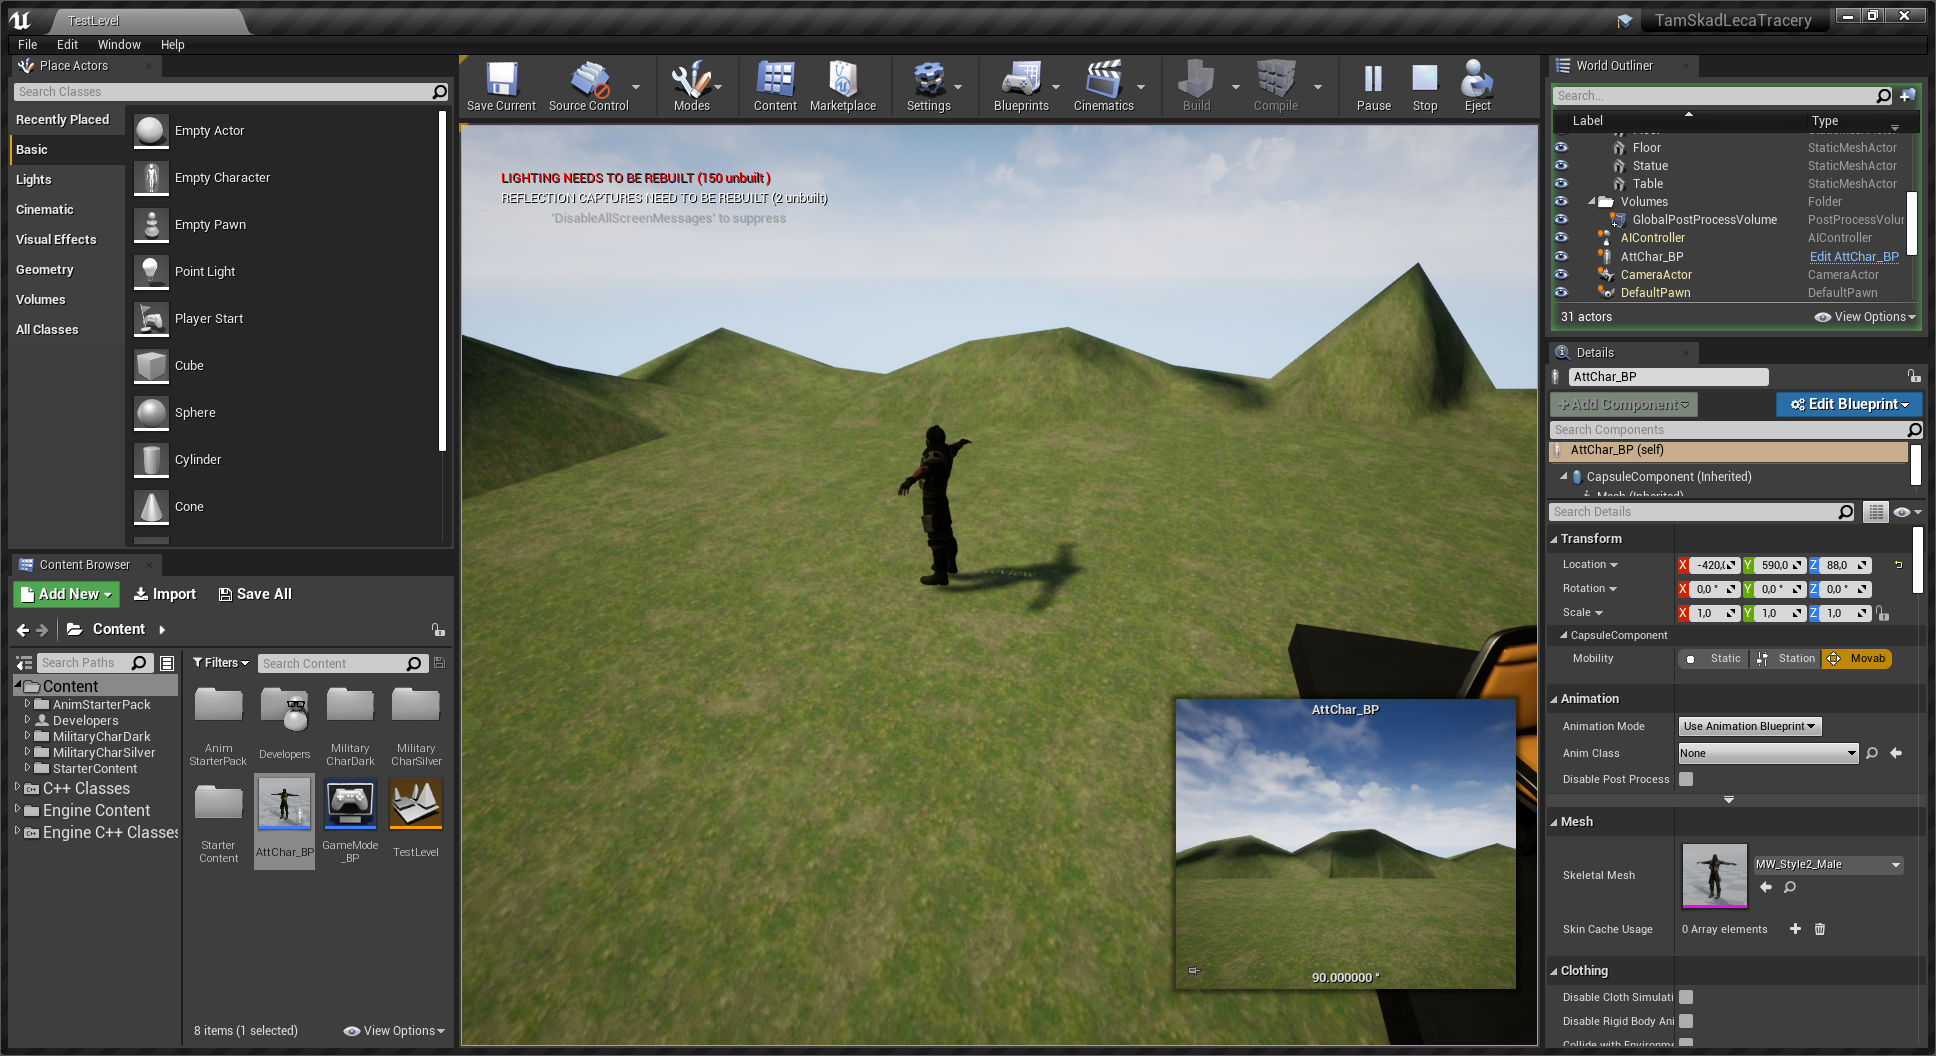 TestLevel
TamSkadLecaTracery
File Edit Window Help
Place Actors
Search Classes
Recently Placed
Basic
Lights
Cinematic
Visual Effects
Geometry
Volumes
All Classes
Empty Actor
Empty Character
Empty Pawn
Point Light
Player Start
Cube
Sphere
Cylinder
Cone
Save Current
Source Control
Modes
Content
Marketplace
Settings
Blueprints
Cinematics
Build
Compile
Pause
Stop
Eject
LIGHTING NEEDS TO BE REBUILT (150 unbuilt )
REFLECTION CAPTURES NEED TO BE REBUILT (2 unbuilt)
'DisableAllScreenMessages' to suppress
AttChar_BP
90.000000 °
World Outliner
Search...
Label Type
Floor StaticMeshActor
Floor StaticMeshActor
Statue StaticMeshActor
Table StaticMeshActor
Volumes Folder
GlobalPostProcessVolume PostProcessVolur
AIController AIController
AttChar_BP Edit AttChar_BP
CameraActor CameraActor
DefaultPawn DefaultPawn
31 actors
View Options
Details
AttChar_BP
+Add Component
Edit Blueprint
Search Components
AttChar_BP (self)
CapsuleComponent (Inherited)
Mesh (Inherited)
Search Details
Transform
Location X -420,( Y 590,0 Z 88,0
Rotation X 0,0 ° Y 0,0 ° Z 0,0 °
Scale X 1,0 Y 1,0 Z 1,0
CapsuleComponent
Mobility Static Station Movab
Animation
Animation Mode Use Animation Blueprint
Anim Class None
Disable Post Process
Mesh
Skeletal Mesh MW_Style2_Male
Skin Cache Usage 0 Array elements
Clothing
Disable Cloth Simulati
Disable Rigid Body Ani
Collide with Environme
Content Browser
Add New Import Save All
Content
Search Paths
Content
AnimStarterPack
Developers
MilitaryCharDark
MilitaryCharSilver
StarterContent
C++ Classes
Engine Content
Engine C++ Classes
Filters
Search Content
Anim
StarterPack
Developers
Military
CharDark
Military
CharSilver
Starter
Content
AttChar_BP
GameMode
_BP
TestLevel
8 items (1 selected)
View Options